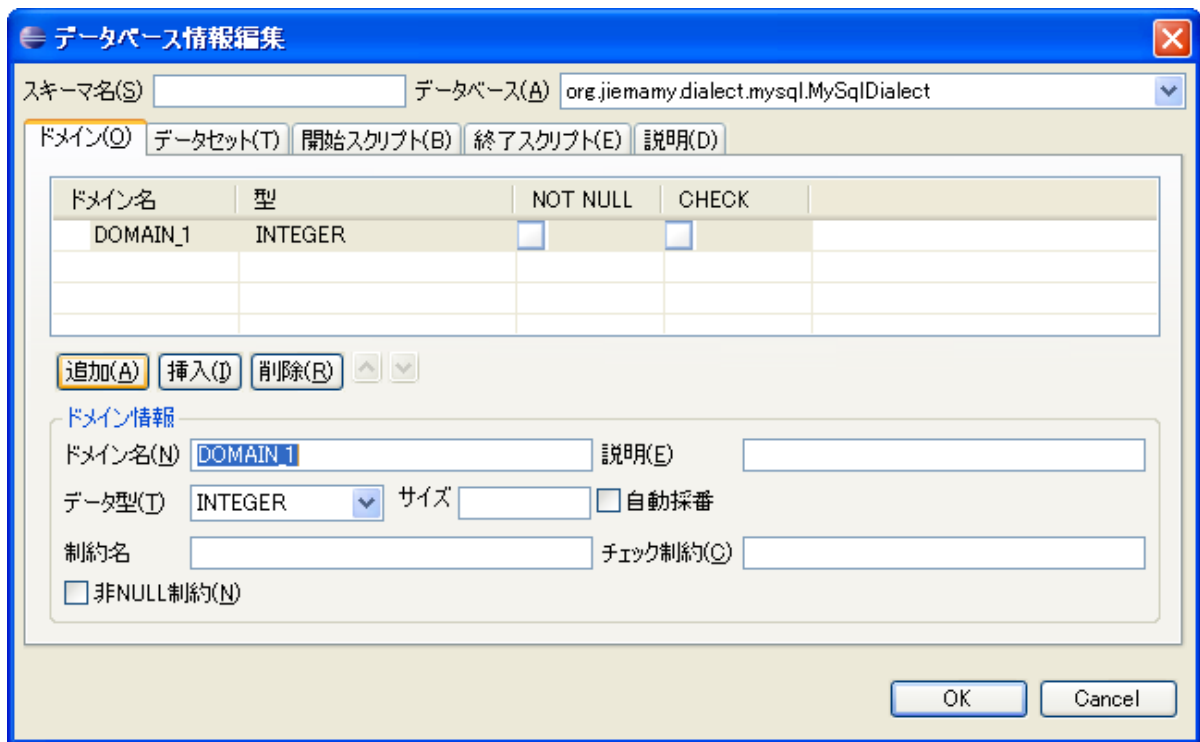 データベース情報編集
スキーマ名(S) データベース(A) org.jiemamy.dialect.mysql.MySqlDialect
ドメイン(O) データセット(T) 開始スクリプト(B) 終了スクリプト(E) 説明(D)
ドメイン名 型 NOT NULL CHECK
DOMAIN_1 INTEGER
追加(A) 挿入(I) 削除(R)
ドメイン情報
ドメイン名(N) DOMAIN_1 説明(E)
データ型(T) INTEGER サイズ 自動採番
制約名 チェック制約(C)
非NULL制約(N)
OK Cancel